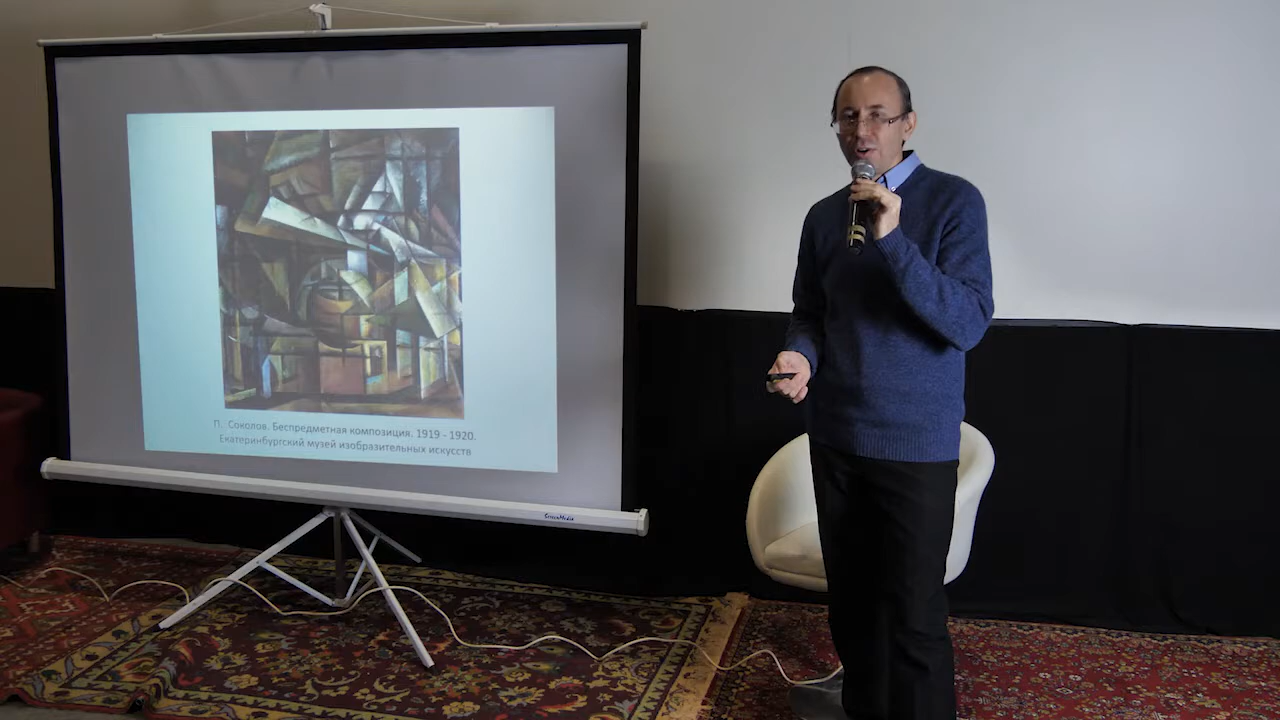 П. Соколов. Беспредметная композиция. 1919 - 1920.
Екатеринбургский музей изобразительных искусств